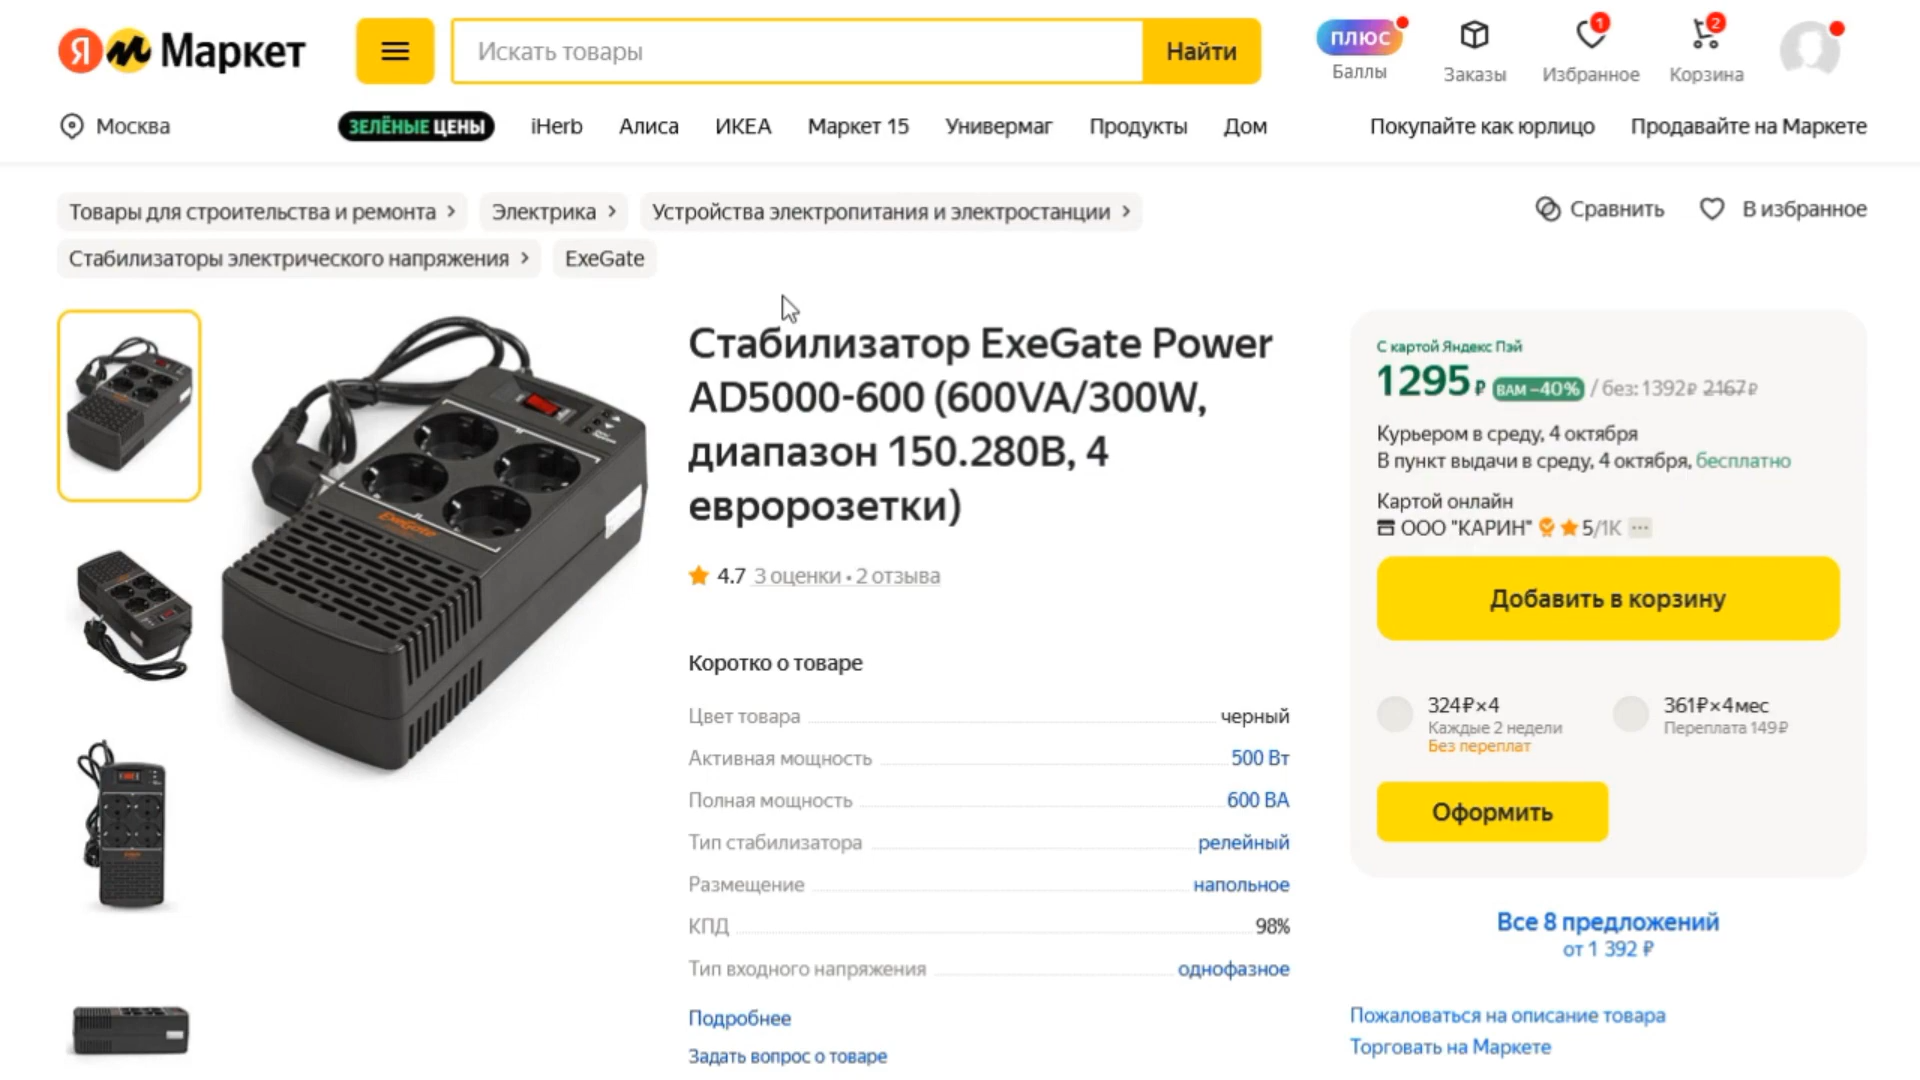 Я м Маркет
Искать товары
Найти
плюс
Баллы
Заказы
1
Избранное
2
Корзина
Москва
ЗЕЛЁНЫЕ ЦЕНЫ
iHerb
Алиса
ИКЕА
Маркет 15
Универмаг
Продукты
Дом
Покупайте как юрлицо
Продавайте на Маркете
Товары для строительства и ремонта
Электрика
Устройства электропитания и электростанции
Стабилизаторы электрического напряжения
ExeGate
Сравнить
В избранное
ExeGate
Стабилизатор ExeGate Power
AD5000-600 (600VA/300W,
диапазон 150.280В, 4
евророзетки)
4.7 3 оценки • 2 отзыва
Коротко о товаре
Цвет товара черный
Активная мощность 500 Вт
Полная мощность 600 ВА
Тип стабилизатора релейный
Размещение напольное
КПД 98%
Тип входного напряжения однофазное
Подробнее
Задать вопрос о товаре
С картой Яндекс Пэй
1295 ₽ ВАМ –40% / без: 1392₽ 2167₽
Курьером в среду, 4 октября
В пункт выдачи в среду, 4 октября, бесплатно
Картой онлайн
ООО "КАРИН" 5/1K ···
Добавить в корзину
324₽×4
Каждые 2 недели
Без переплат
361₽×4мес
Переплата 149₽
Оформить
Все 8 предложений
от 1 392 ₽
Пожаловаться на описание товара
Торговать на Маркете